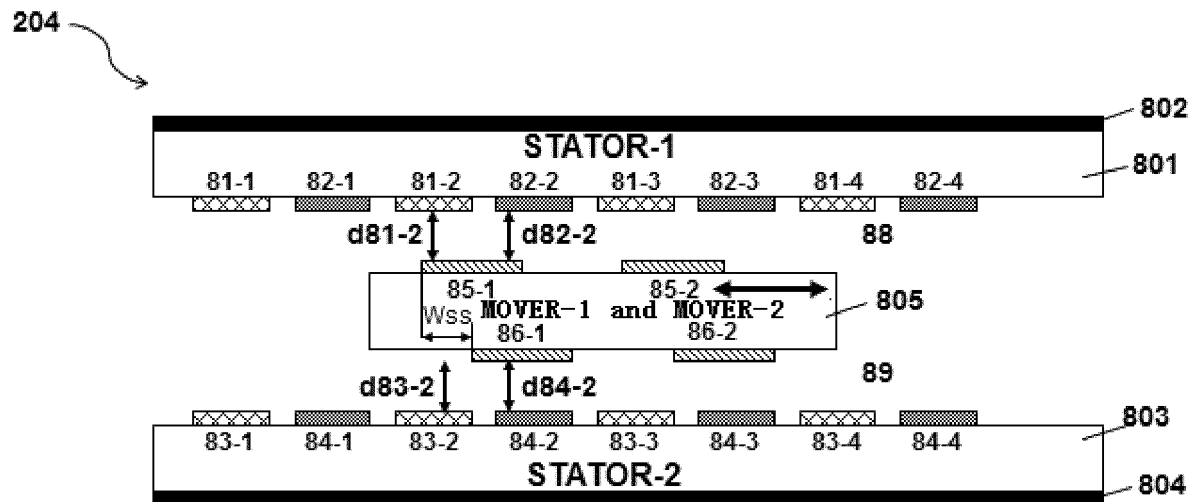 204
802
STATOR-1
801
81-1 82-1 81-2 82-2 81-3 82-3 81-4 82-4
d81-2 d82-2 88
85-1 85-2
805
Wss MOVER-1 and MOVER-2
86-1 86-2
d83-2 d84-2 89
803
83-1 84-1 83-2 84-2 83-3 84-3 83-4 84-4
STATOR-2
804